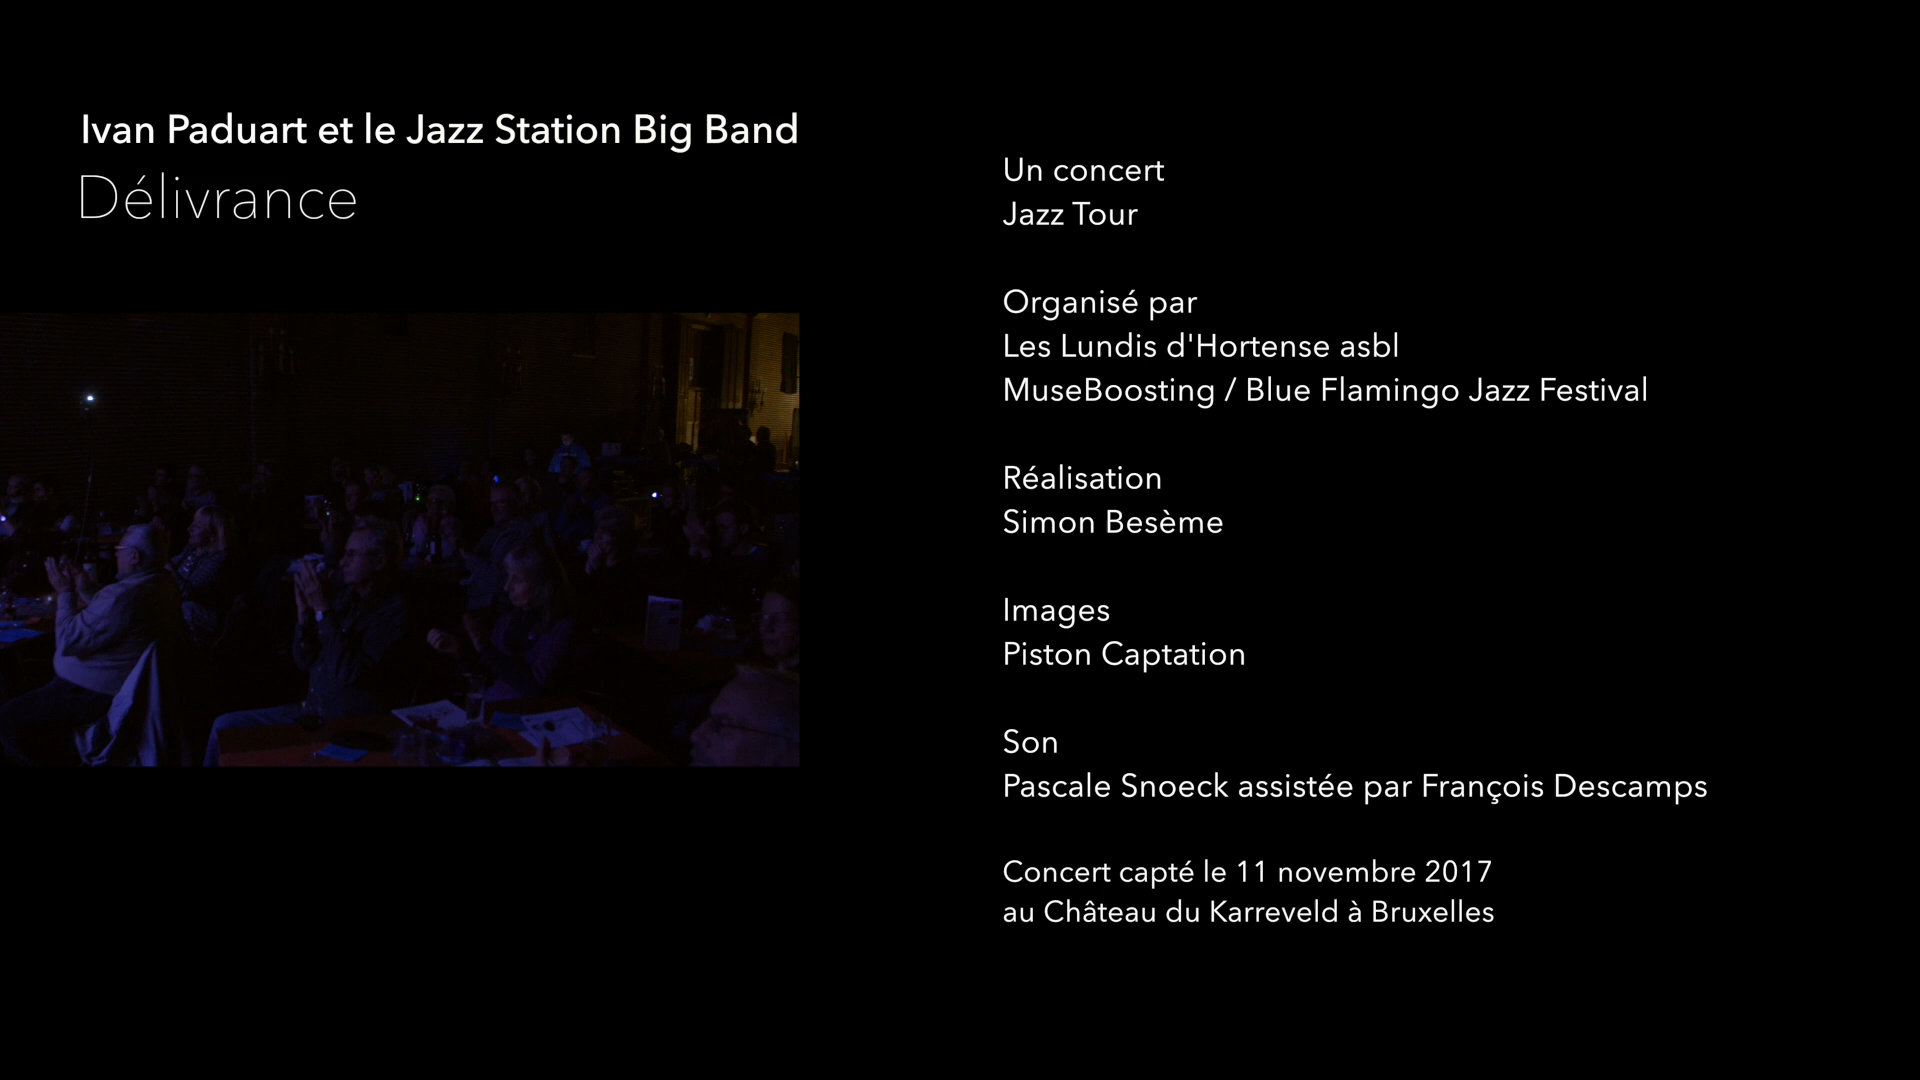 Ivan Paduart et le Jazz Station Big Band
Délivrance
Un concert
Jazz Tour
Organisé par
Les Lundis d'Hortense asbl
MuseBoosting / Blue Flamingo Jazz Festival
Réalisation
Simon Besème
Images
Piston Captation
Son
Pascale Snoeck assistée par François Descamps
Concert capté le 11 novembre 2017
au Château du Karreveld à Bruxelles